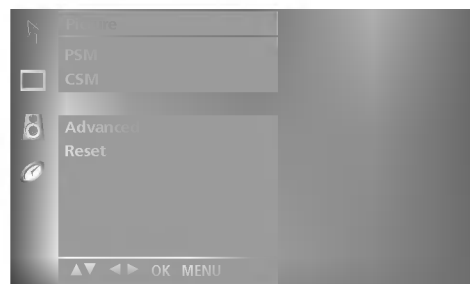 Picture
PSM
CSM
Advanced
Reset
▲▼ ◀▶ OK MENU